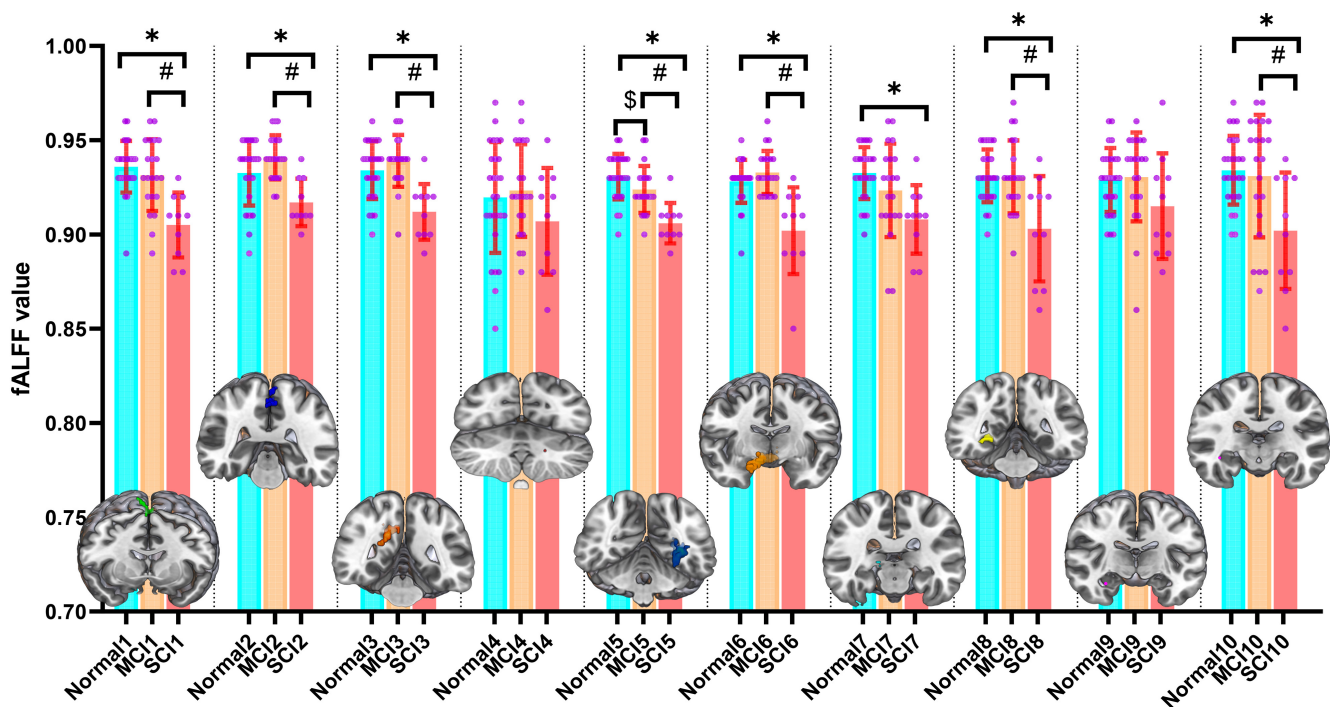 * * * * * * *
# # # # # # #
$ *
1.00
0.95
0.90
0.85
0.80
0.75
0.70
fALFF value
Normal1 MCI1 SCI1 Normal2 MCI2 SCI2 Normal3 MCI3 SCI3 Normal4 MCI4 SCI4 Normal5 MCI5 SCI5 Normal6 MCI6 SCI6 Normal7 MCI7 SCI7 Normal8 MCI8 SCI8 Normal9 MCI9 SCI9 Normal10 MCI10 SCI10